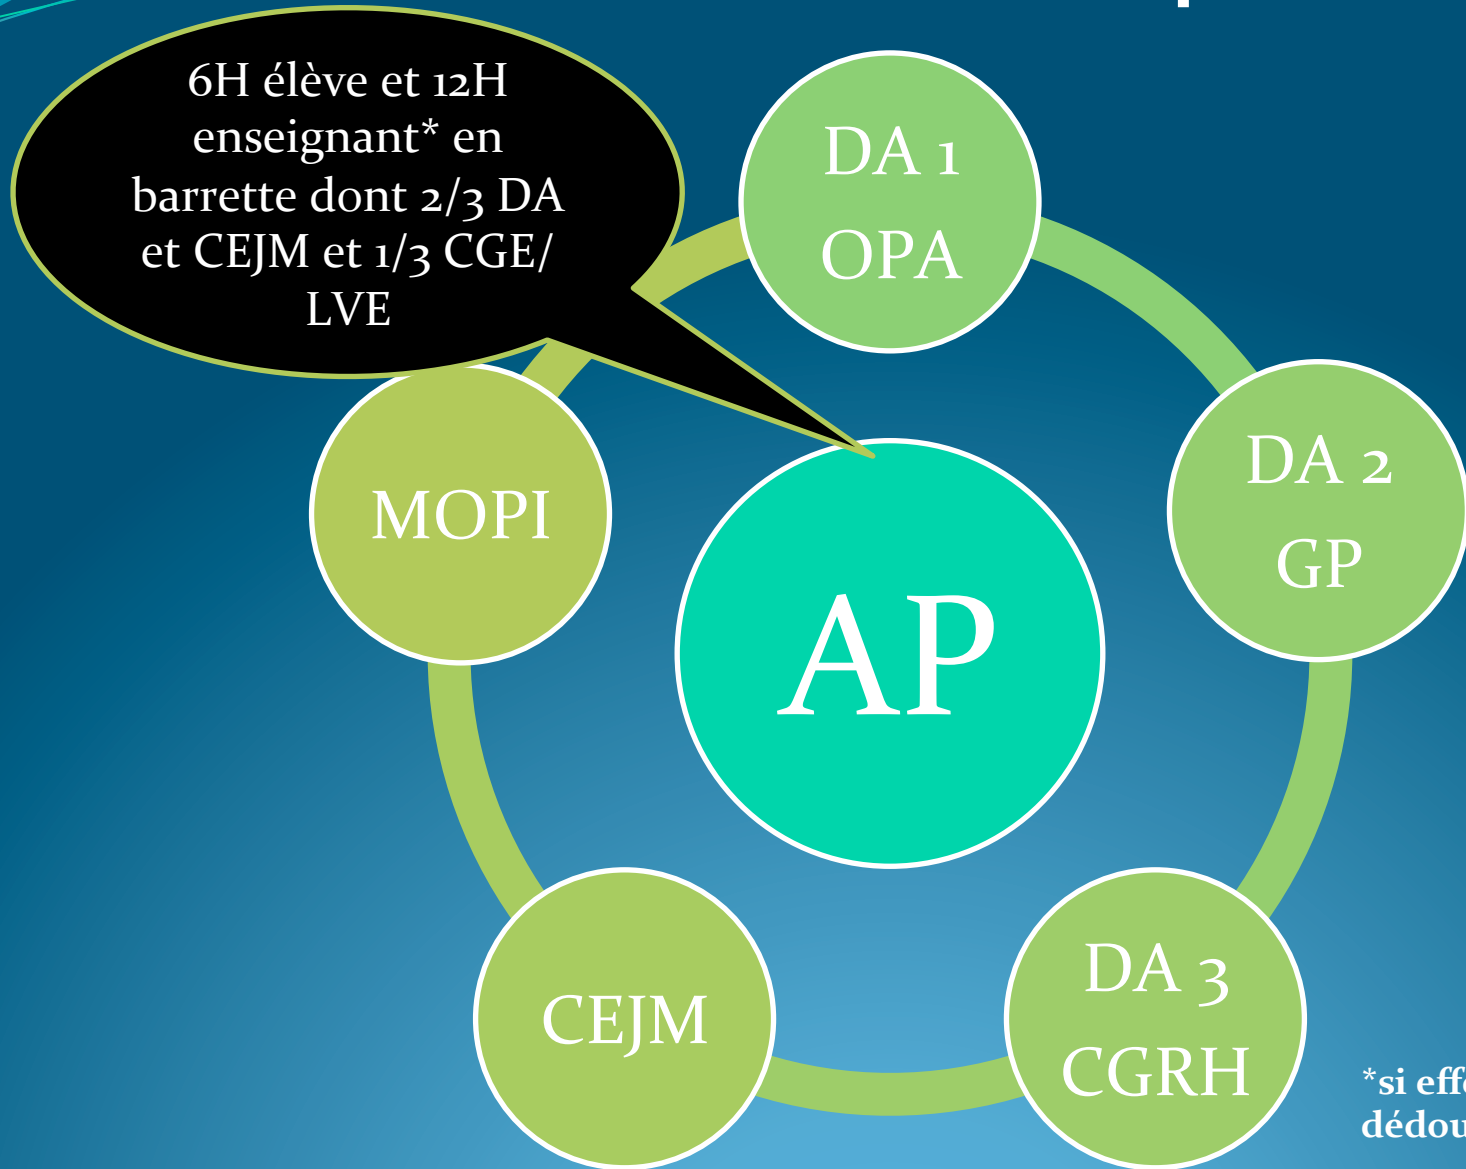 6H élève et 12H
enseignant* en
barrette dont 2/3 DA
et CEJM et 1/3 CGE/
LVE
DA 1
OPA
DA 2
GP
MOPI
AP
CEJM
DA 3
CGRH
*si